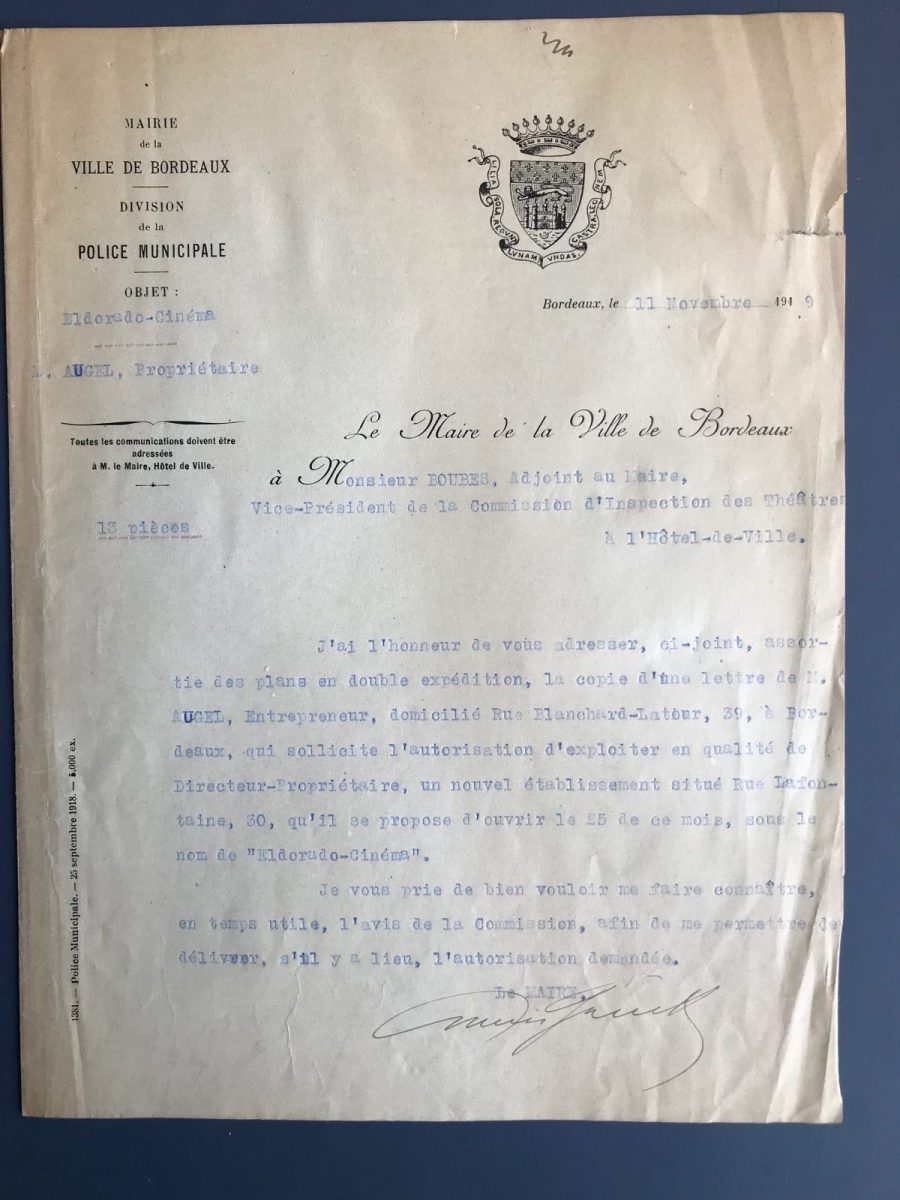 MAIRIE
de la
VILLE DE BORDEAUX
DIVISION
de la
POLICE MUNICIPALE
OBJET :
Eldorado-Cinéma
M. AUGEL, Propriétaire
Toutes les communications doivent être
adressées
à M. le Maire, Hôtel de Ville.
13 pièces
LILIA SOLA REGUNT LVNAM VNDAS CASTRA LEO NEM
Bordeaux, le 11 Novembre 1919
Le Maire de la Ville de Bordeaux
à Monsieur BOUBES, Adjoint au Maire,
Vice-Président de la Commission d'Inspection des Théâtres
à l'Hôtel-de-Ville.
J'ai l'honneur de vous adresser, ci-joint, assor-
tie des plans en double expédition, la copie d'une lettre de M.
AUGEL, Entrepreneur, domicilié Rue Blanchard-Latour, 39, à Bor-
deaux, qui sollicite l'autorisation d'exploiter en qualité de
Directeur-Propriétaire, un nouvel établissement situé Rue Lafon-
taine, 30, qu'il se propose d'ouvrir le 25 de ce mois, sous le
nom de "Eldorado-Cinéma".
Je vous prie de bien vouloir me faire connaître,
en temps utile, l'avis de la Commission, afin de me permettre de
délivrer, s'il y a lieu, l'autorisation demandée.
Le MAIRE,
1381. — Police Municipale. — 25 septembre 1918. — 5,000 ex.